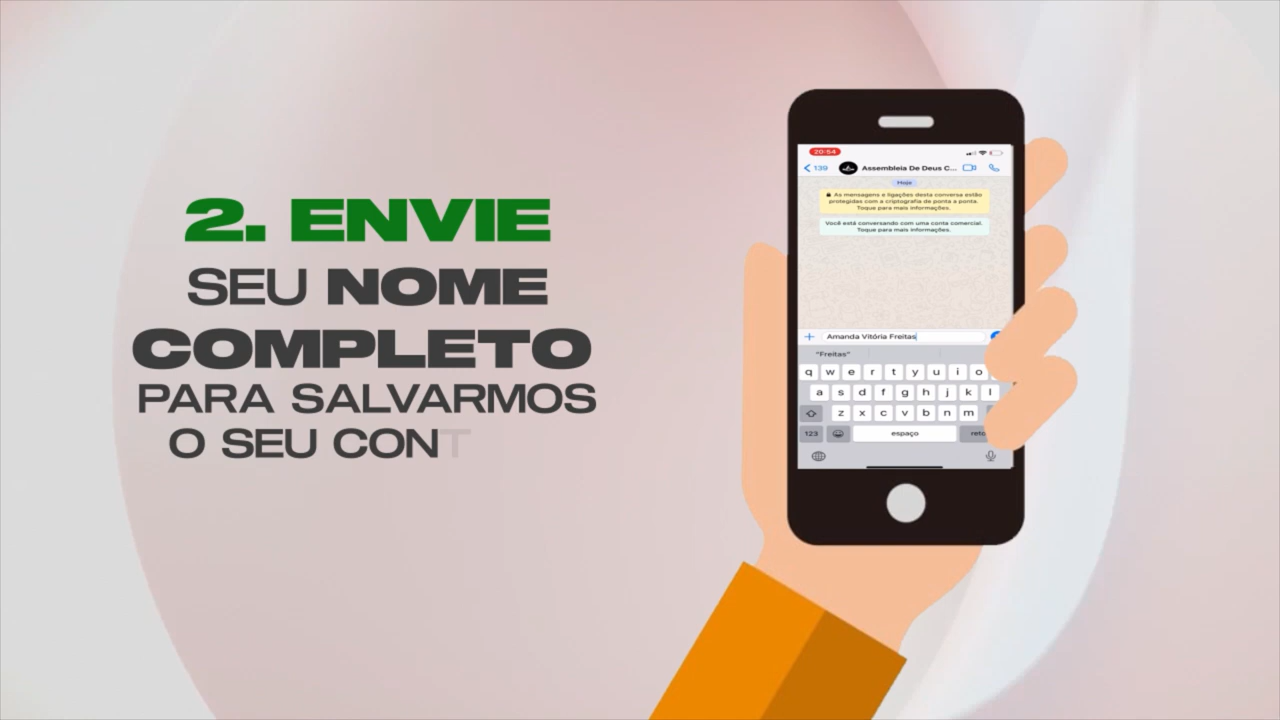 2. ENVIE
SEU NOME
COMPLETO
PARA SALVARMOS
O SEU CONT
20:54
139
Assembleia De Deus C...
Hoje
As mensagens e ligações desta conversa estão
protegidas com a criptografia de ponta a ponta.
Toque para mais informações.
Você está conversando com uma conta comercial.
Toque para mais informações.
Amanda Vitória Freitas
"Freitas"
q w e r t y u i o
a s d f g h j k l
z x c v b n m
123 espaço reto